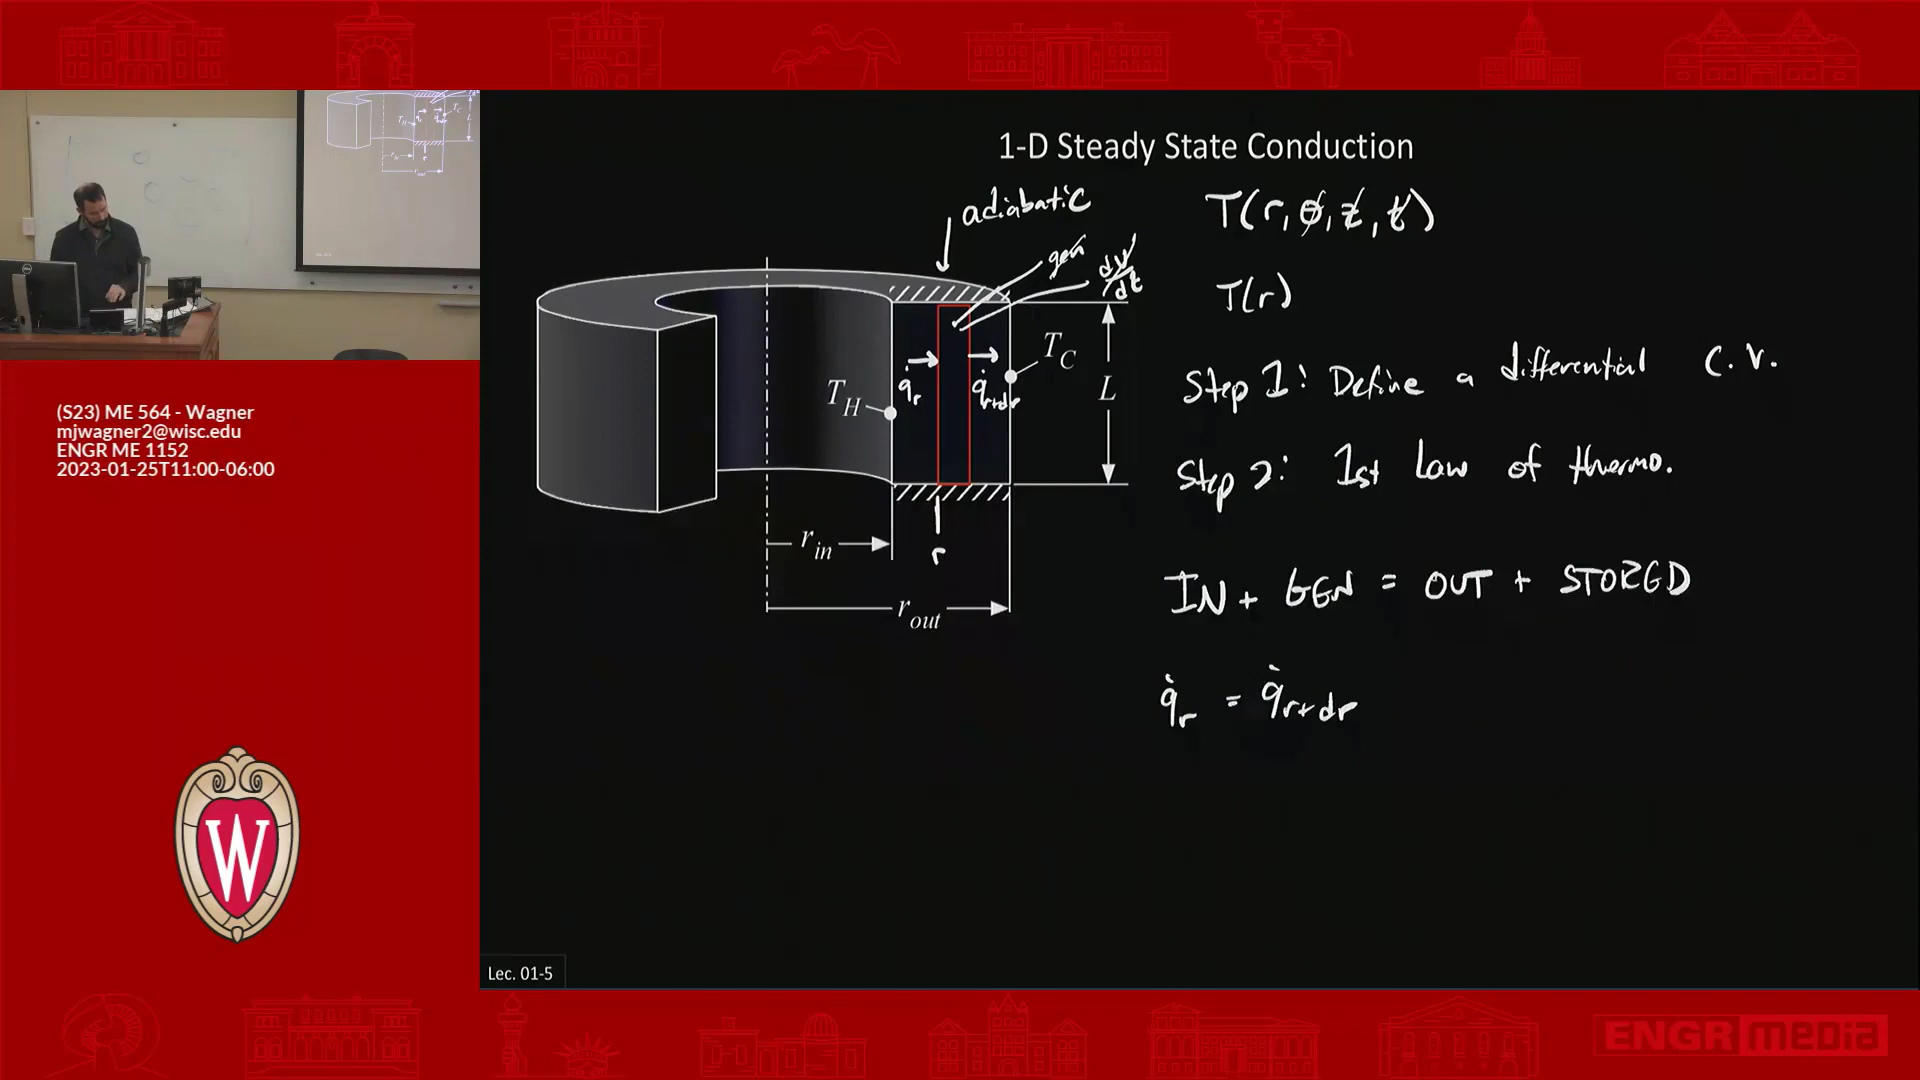 1-D Steady State Conduction
adiabatic
gen
dU/dt
T(r, φ, z, t)
T(r)
T_C
T_H
q̇_r
q̇_r+dr
L
Step 1: Define a differential C.V.
Step 2: 1st Law of thermo.
r_in
r
r_out
IN + GEN = OUT + STORED
q̇_r = q̇_r+dr
(S23) ME 564 - Wagner
mjwagner2@wisc.edu
ENGR ME 1152
2023-01-25T11:00-06:00
W
Lec. 01-5
ENGR media